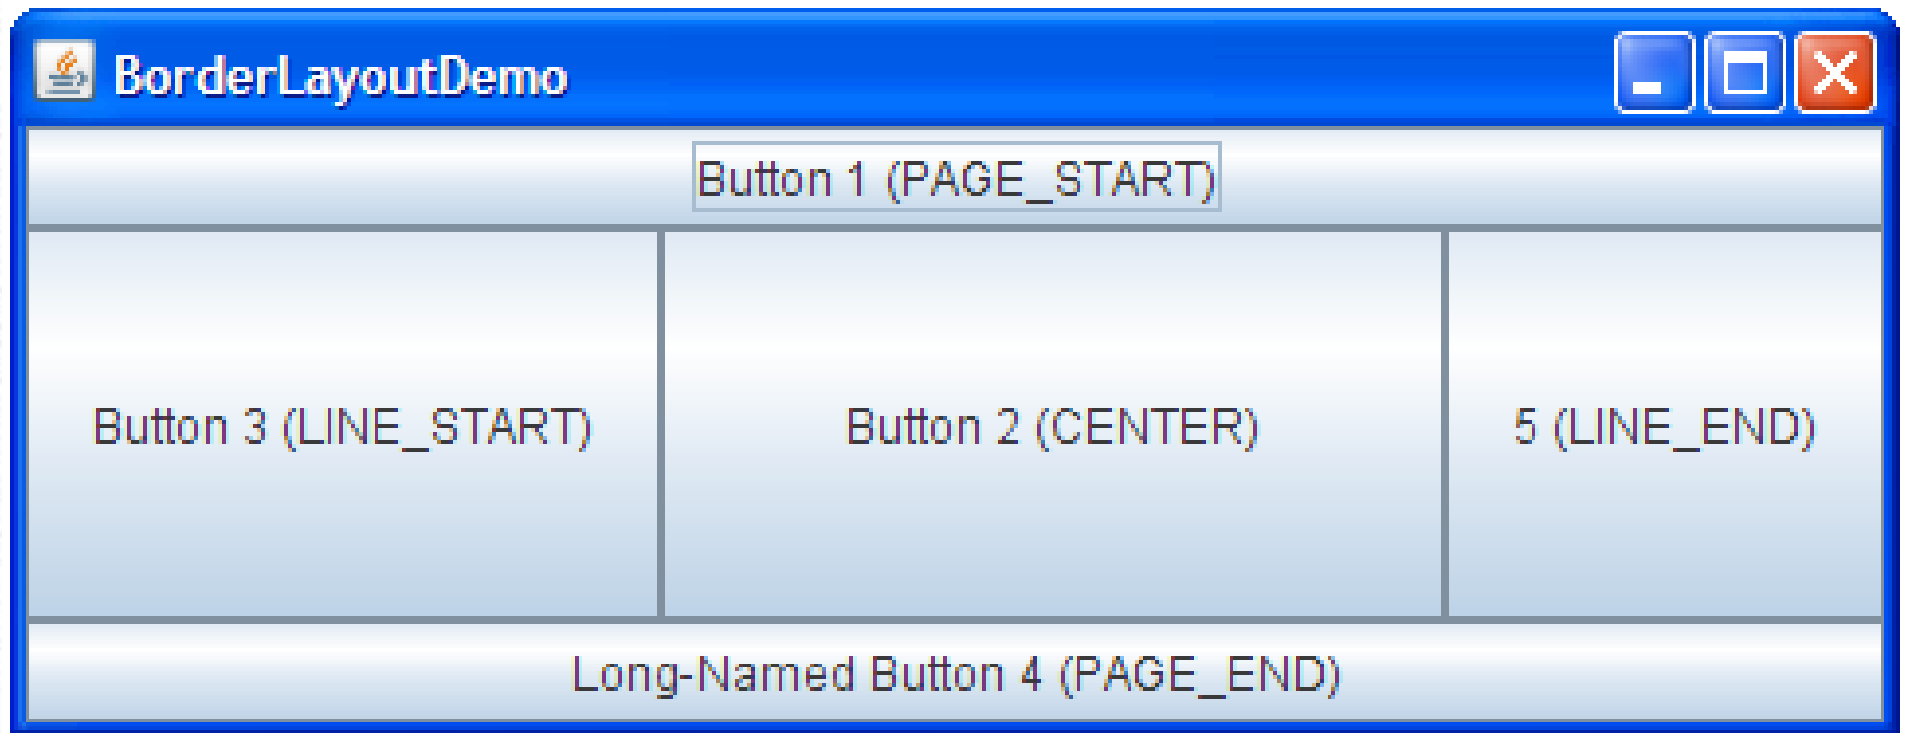 BorderLayoutDemo
Button 1 (PAGE_START)
Button 3 (LINE_START)
Button 2 (CENTER)
5 (LINE_END)
Long-Named Button 4 (PAGE_END)